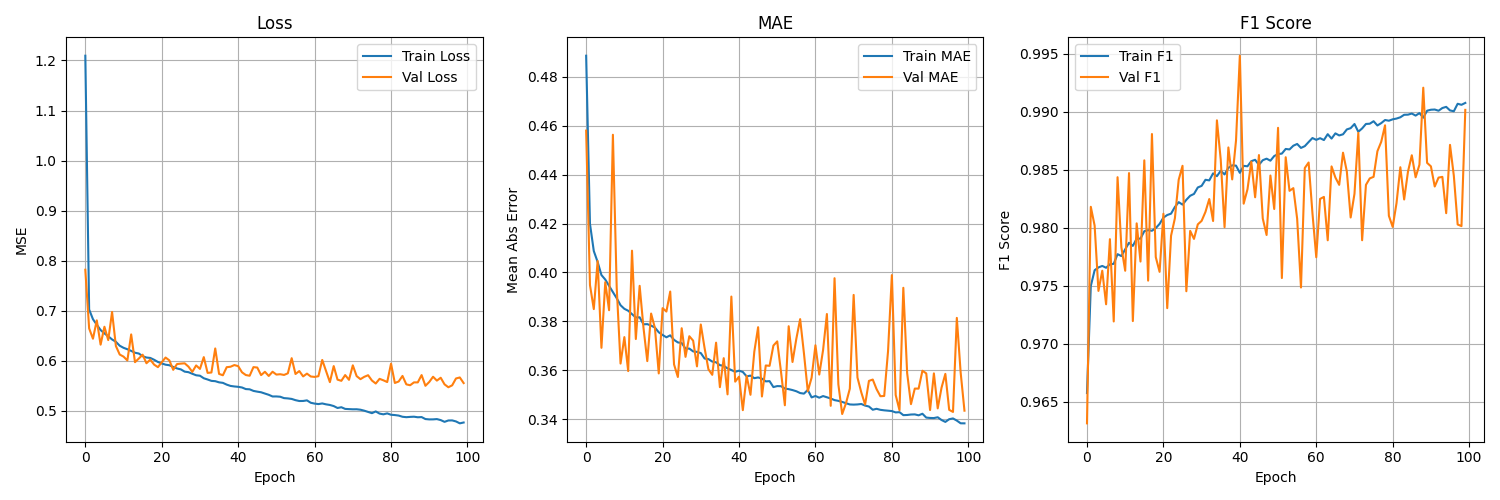 Loss
MSE
1.2
1.1
1.0
0.9
0.8
0.7
0.6
0.5
0 20 40 60 80 100
Epoch
Train Loss
Val Loss
MAE
Mean Abs Error
0.48
0.46
0.44
0.42
0.40
0.38
0.36
0.34
0 20 40 60 80 100
Epoch
Train MAE
Val MAE
F1 Score
F1 Score
0.995
0.990
0.985
0.980
0.975
0.970
0.965
0 20 40 60 80 100
Epoch
Train F1
Val F1